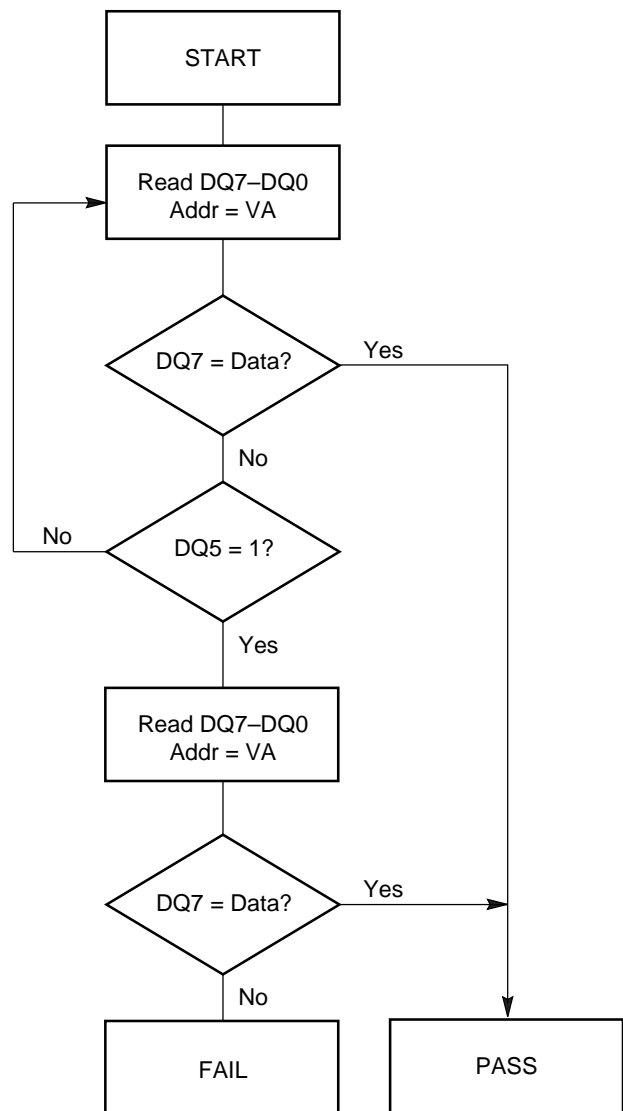 START
Read DQ7–DQ0
Addr = VA
DQ7 = Data?
Yes
No
No
DQ5 = 1?
Yes
Read DQ7–DQ0
Addr = VA
DQ7 = Data?
Yes
No
FAIL
PASS